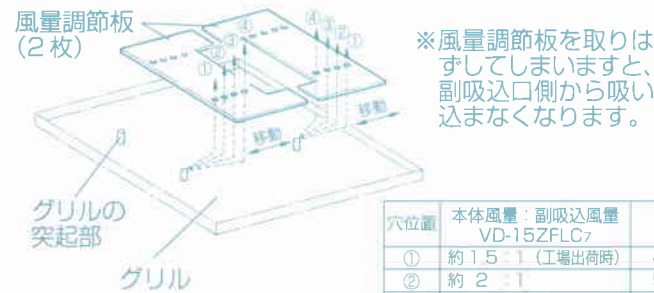 風量調節板
(2枚)
④ ③ ② ①
① ② ③ ④
移動
移動
※風量調節板を取りは
ずしてしまいますと、
副吸込口側から吸い
込まなくなります。
グリルの
突起部
グリル
穴位置 本体風量：副吸込風量
VD-15ZFLC7
① 約 1.5：1 (工場出荷時)
② 約 2：1